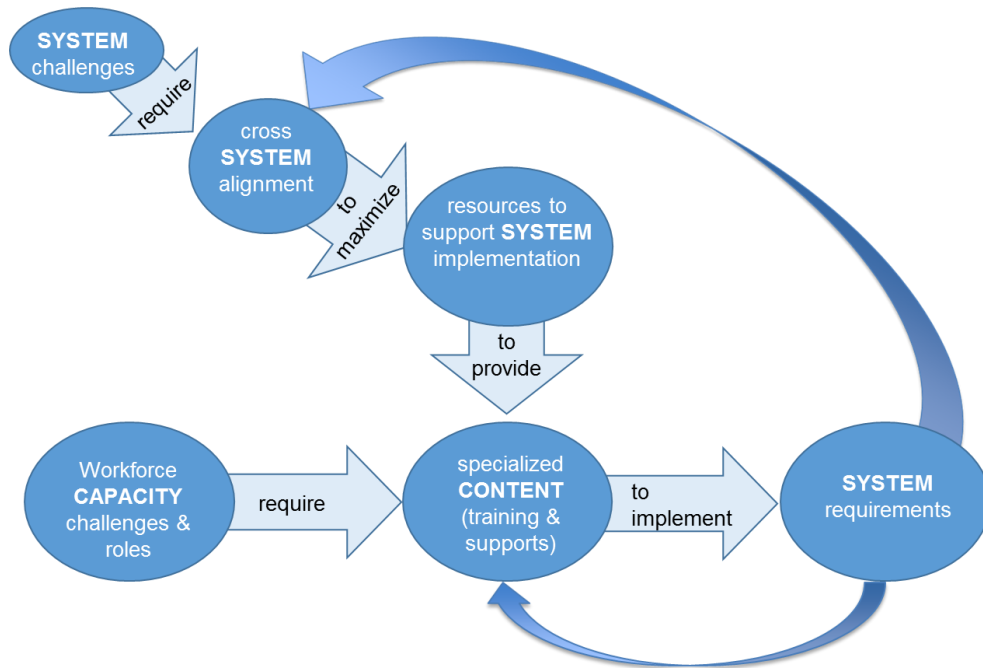 SYSTEM
challenges
require
cross
SYSTEM
alignment
to
maximize
resources to
support SYSTEM
implementation
to
provide
Workforce
CAPACITY
challenges &
roles
require
specialized
CONTENT
(training &
supports)
to
implement
SYSTEM
requirements